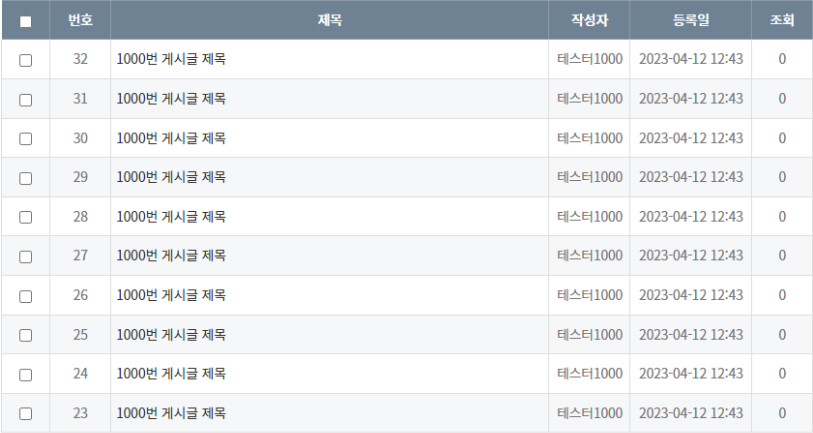 번호 제목 작성자 등록일 조회
32 1000번 게시글 제목 테스터1000 2023-04-12 12:43 0
31 1000번 게시글 제목 테스터1000 2023-04-12 12:43 0
30 1000번 게시글 제목 테스터1000 2023-04-12 12:43 0
29 1000번 게시글 제목 테스터1000 2023-04-12 12:43 0
28 1000번 게시글 제목 테스터1000 2023-04-12 12:43 0
27 1000번 게시글 제목 테스터1000 2023-04-12 12:43 0
26 1000번 게시글 제목 테스터1000 2023-04-12 12:43 0
25 1000번 게시글 제목 테스터1000 2023-04-12 12:43 0
24 1000번 게시글 제목 테스터1000 2023-04-12 12:43 0
23 1000번 게시글 제목 테스터1000 2023-04-12 12:43 0